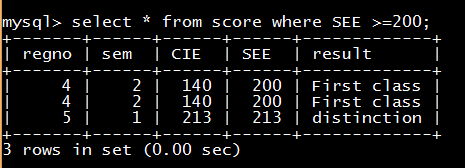 mysql> select * from score where SEE >=200;
+-------+------+------+------+-------------+
| regno | sem | CIE | SEE | result |
+-------+------+------+------+-------------+
| 4 | 2 | 140 | 200 | First class |
| 4 | 2 | 140 | 200 | First class |
| 5 | 1 | 213 | 213 | distinction |
+-------+------+------+------+-------------+
3 rows in set (0.00 sec)